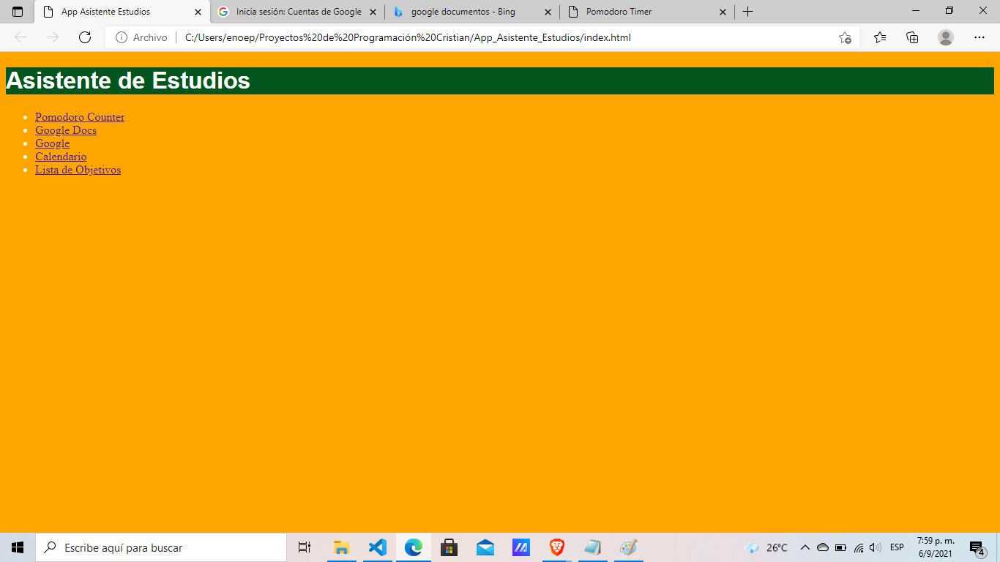 App Asistente Estudios
Inicia sesión: Cuentas de Google
google documentos - Bing
Pomodoro Timer
Archivo
C:/Users/enoep/Proyectos%20de%20Programación%20Cristian/App_Asistente_Estudios/index.html
Asistente de Estudios
Pomodoro Counter
Google Docs
Google
Calendario
Lista de Objetivos
Escribe aquí para buscar
26°C
ESP
7:59 p. m.
6/9/2021
4